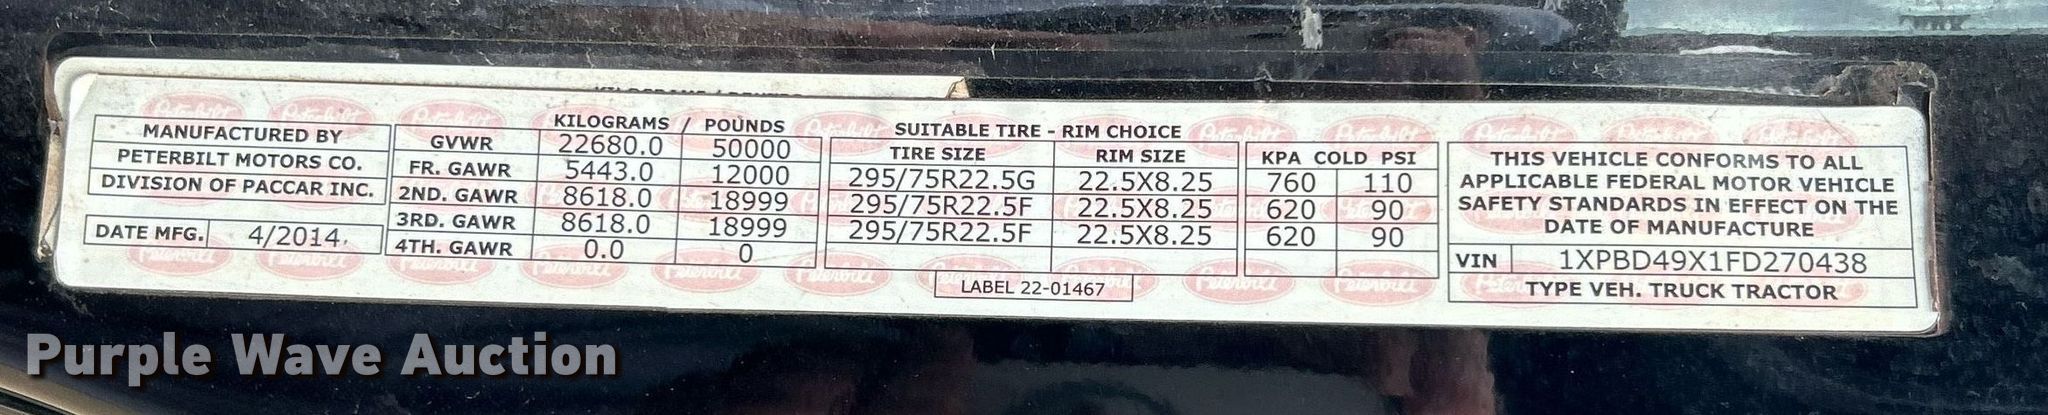 MANUFACTURED BY
PETERBILT MOTORS CO.
DIVISION OF PACCAR INC.
DATE MFG. 4/2014
KILOGRAMS / POUNDS
GVWR 22680.0 50000
FR. GAWR 5443.0 12000
2ND. GAWR 8618.0 18999
3RD. GAWR 8618.0 18999
4TH. GAWR 0.0 0
SUITABLE TIRE - RIM CHOICE
TIRE SIZE RIM SIZE KPA COLD PSI
295/75R22.5G 22.5X8.25 760 110
295/75R22.5F 22.5X8.25 620 90
295/75R22.5F 22.5X8.25 620 90
LABEL 22-01467
THIS VEHICLE CONFORMS TO ALL
APPLICABLE FEDERAL MOTOR VEHICLE
SAFETY STANDARDS IN EFFECT ON THE
DATE OF MANUFACTURE
VIN 1XPBD49X1FD270438
TYPE VEH. TRUCK TRACTOR
Purple Wave Auction